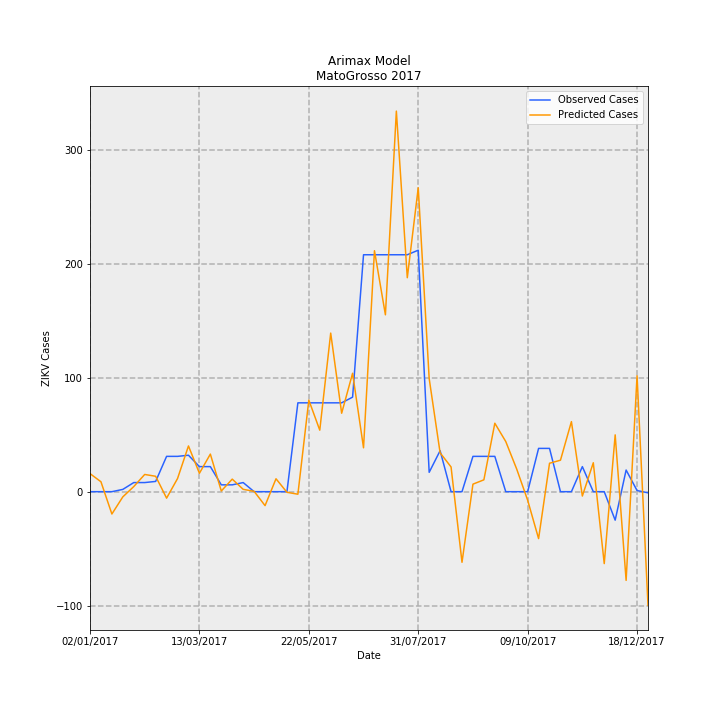 Arimax Model
MatoGrosso 2017
Observed Cases
Predicted Cases
ZIKV Cases
300
200
100
0
−100
02/01/2017 13/03/2017 22/05/2017 31/07/2017 09/10/2017 18/12/2017
Date